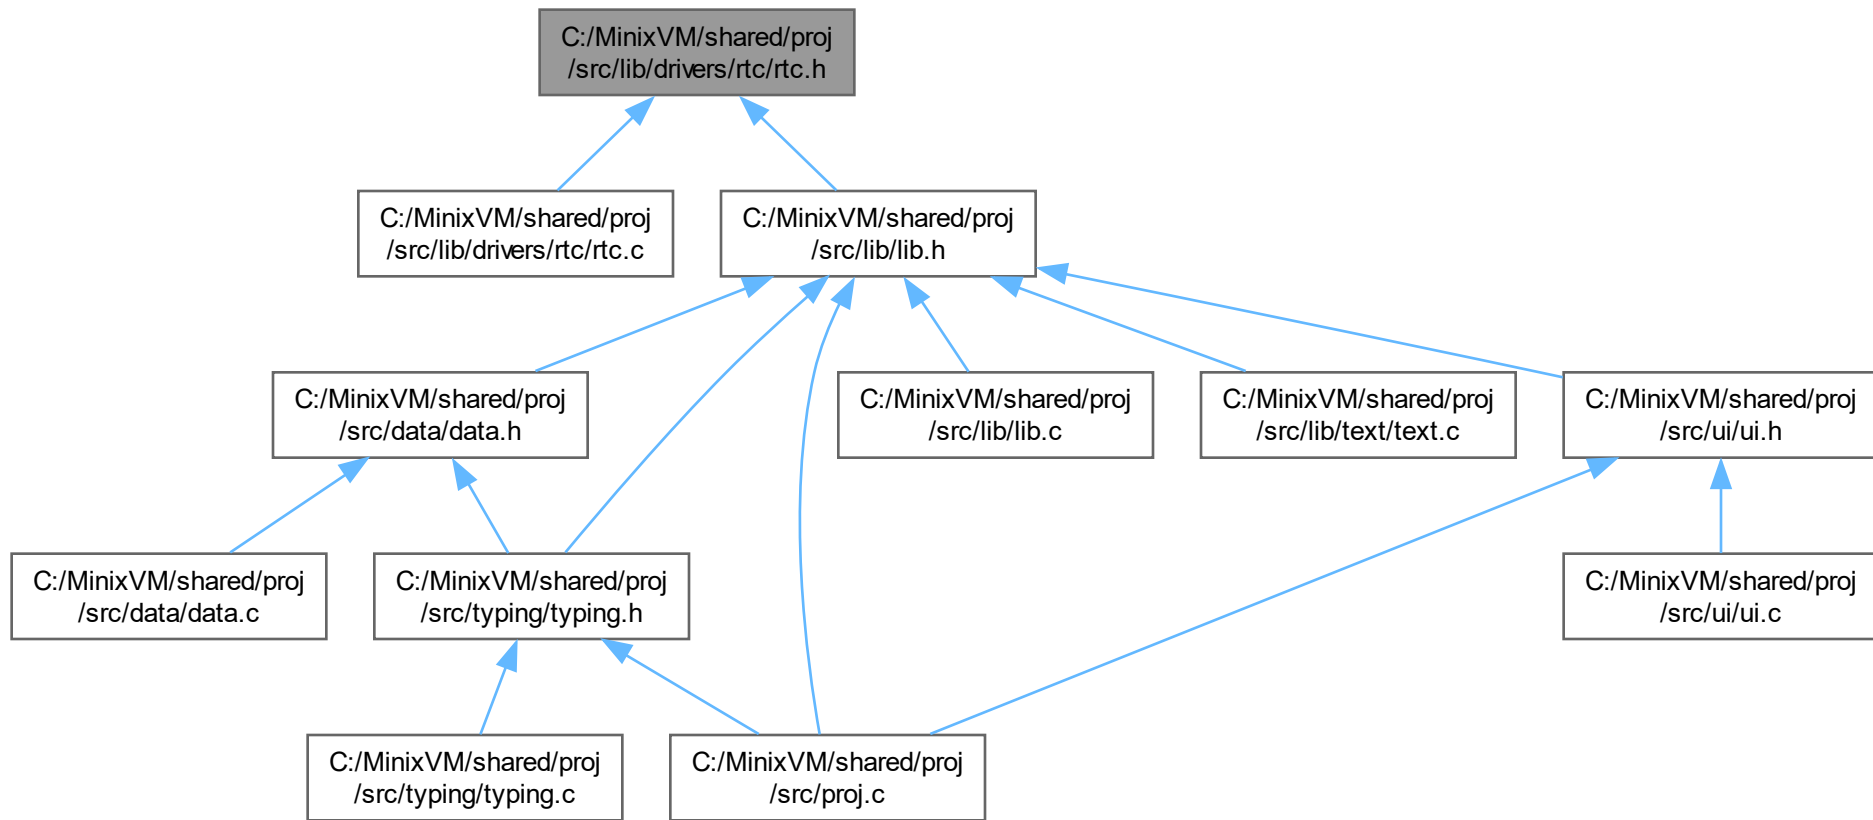 C:/MinixVM/shared/proj
/src/lib/drivers/rtc/rtc.h
C:/MinixVM/shared/proj
/src/lib/drivers/rtc/rtc.c
C:/MinixVM/shared/proj
/src/lib/lib.h
C:/MinixVM/shared/proj
/src/data/data.h
C:/MinixVM/shared/proj
/src/lib/lib.c
C:/MinixVM/shared/proj
/src/lib/text/text.c
C:/MinixVM/shared/proj
/src/ui/ui.h
C:/MinixVM/shared/proj
/src/data/data.c
C:/MinixVM/shared/proj
/src/typing/typing.h
C:/MinixVM/shared/proj
/src/ui/ui.c
C:/MinixVM/shared/proj
/src/typing/typing.c
C:/MinixVM/shared/proj
/src/proj.c